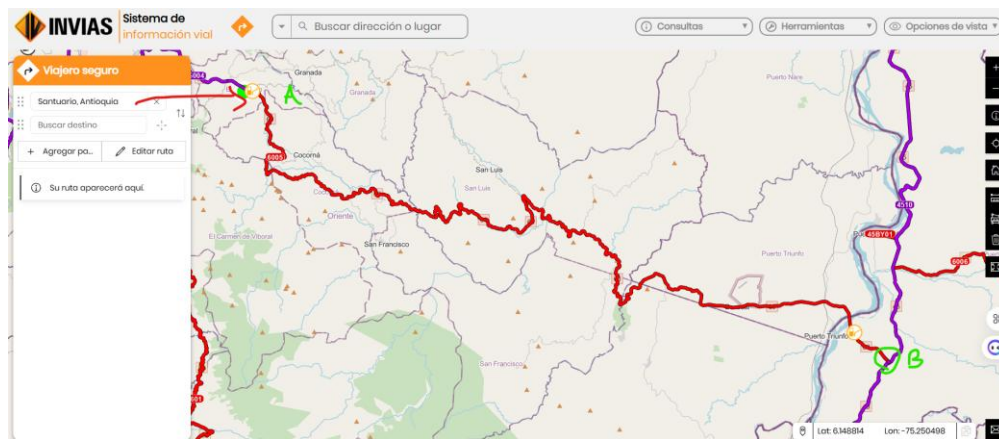 INVIAS
Sistema de
información vial
Buscar dirección o lugar
Consultas
Herramientas
Opciones de vista
Viajero seguro
Santuario, Antioquia
×
Buscar destino
+ Agregar pa...
Editar ruta
Su ruta aparecerá aquí.
Granada
Granada
A
6005
Cocorná
San Luis
San Luis
Oriente
El Carmen de Viboral
San Francisco
San Francisco
Puerto Nare
4510
45BY01
6006
Puerto Triunfo
Puerto Triunfo
B
Lat: 6.148814
Lon: -75.250498